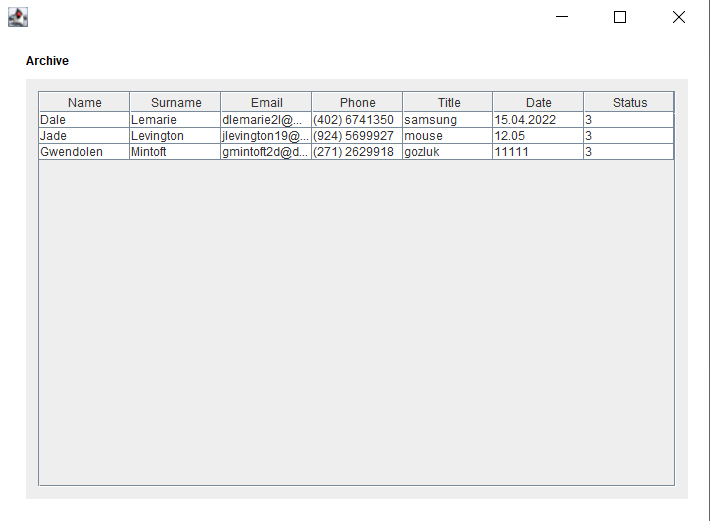 Archive
Name Surname Email Phone Title Date Status
Dale Lemarie dlemarie2l@... (402) 6741350 samsung 15.04.2022 3
Jade Levington jlevington19@... (924) 5699927 mouse 12.05 3
Gwendolen Mintoft gmintoft2d@d... (271) 2629918 gozluk 11111 3